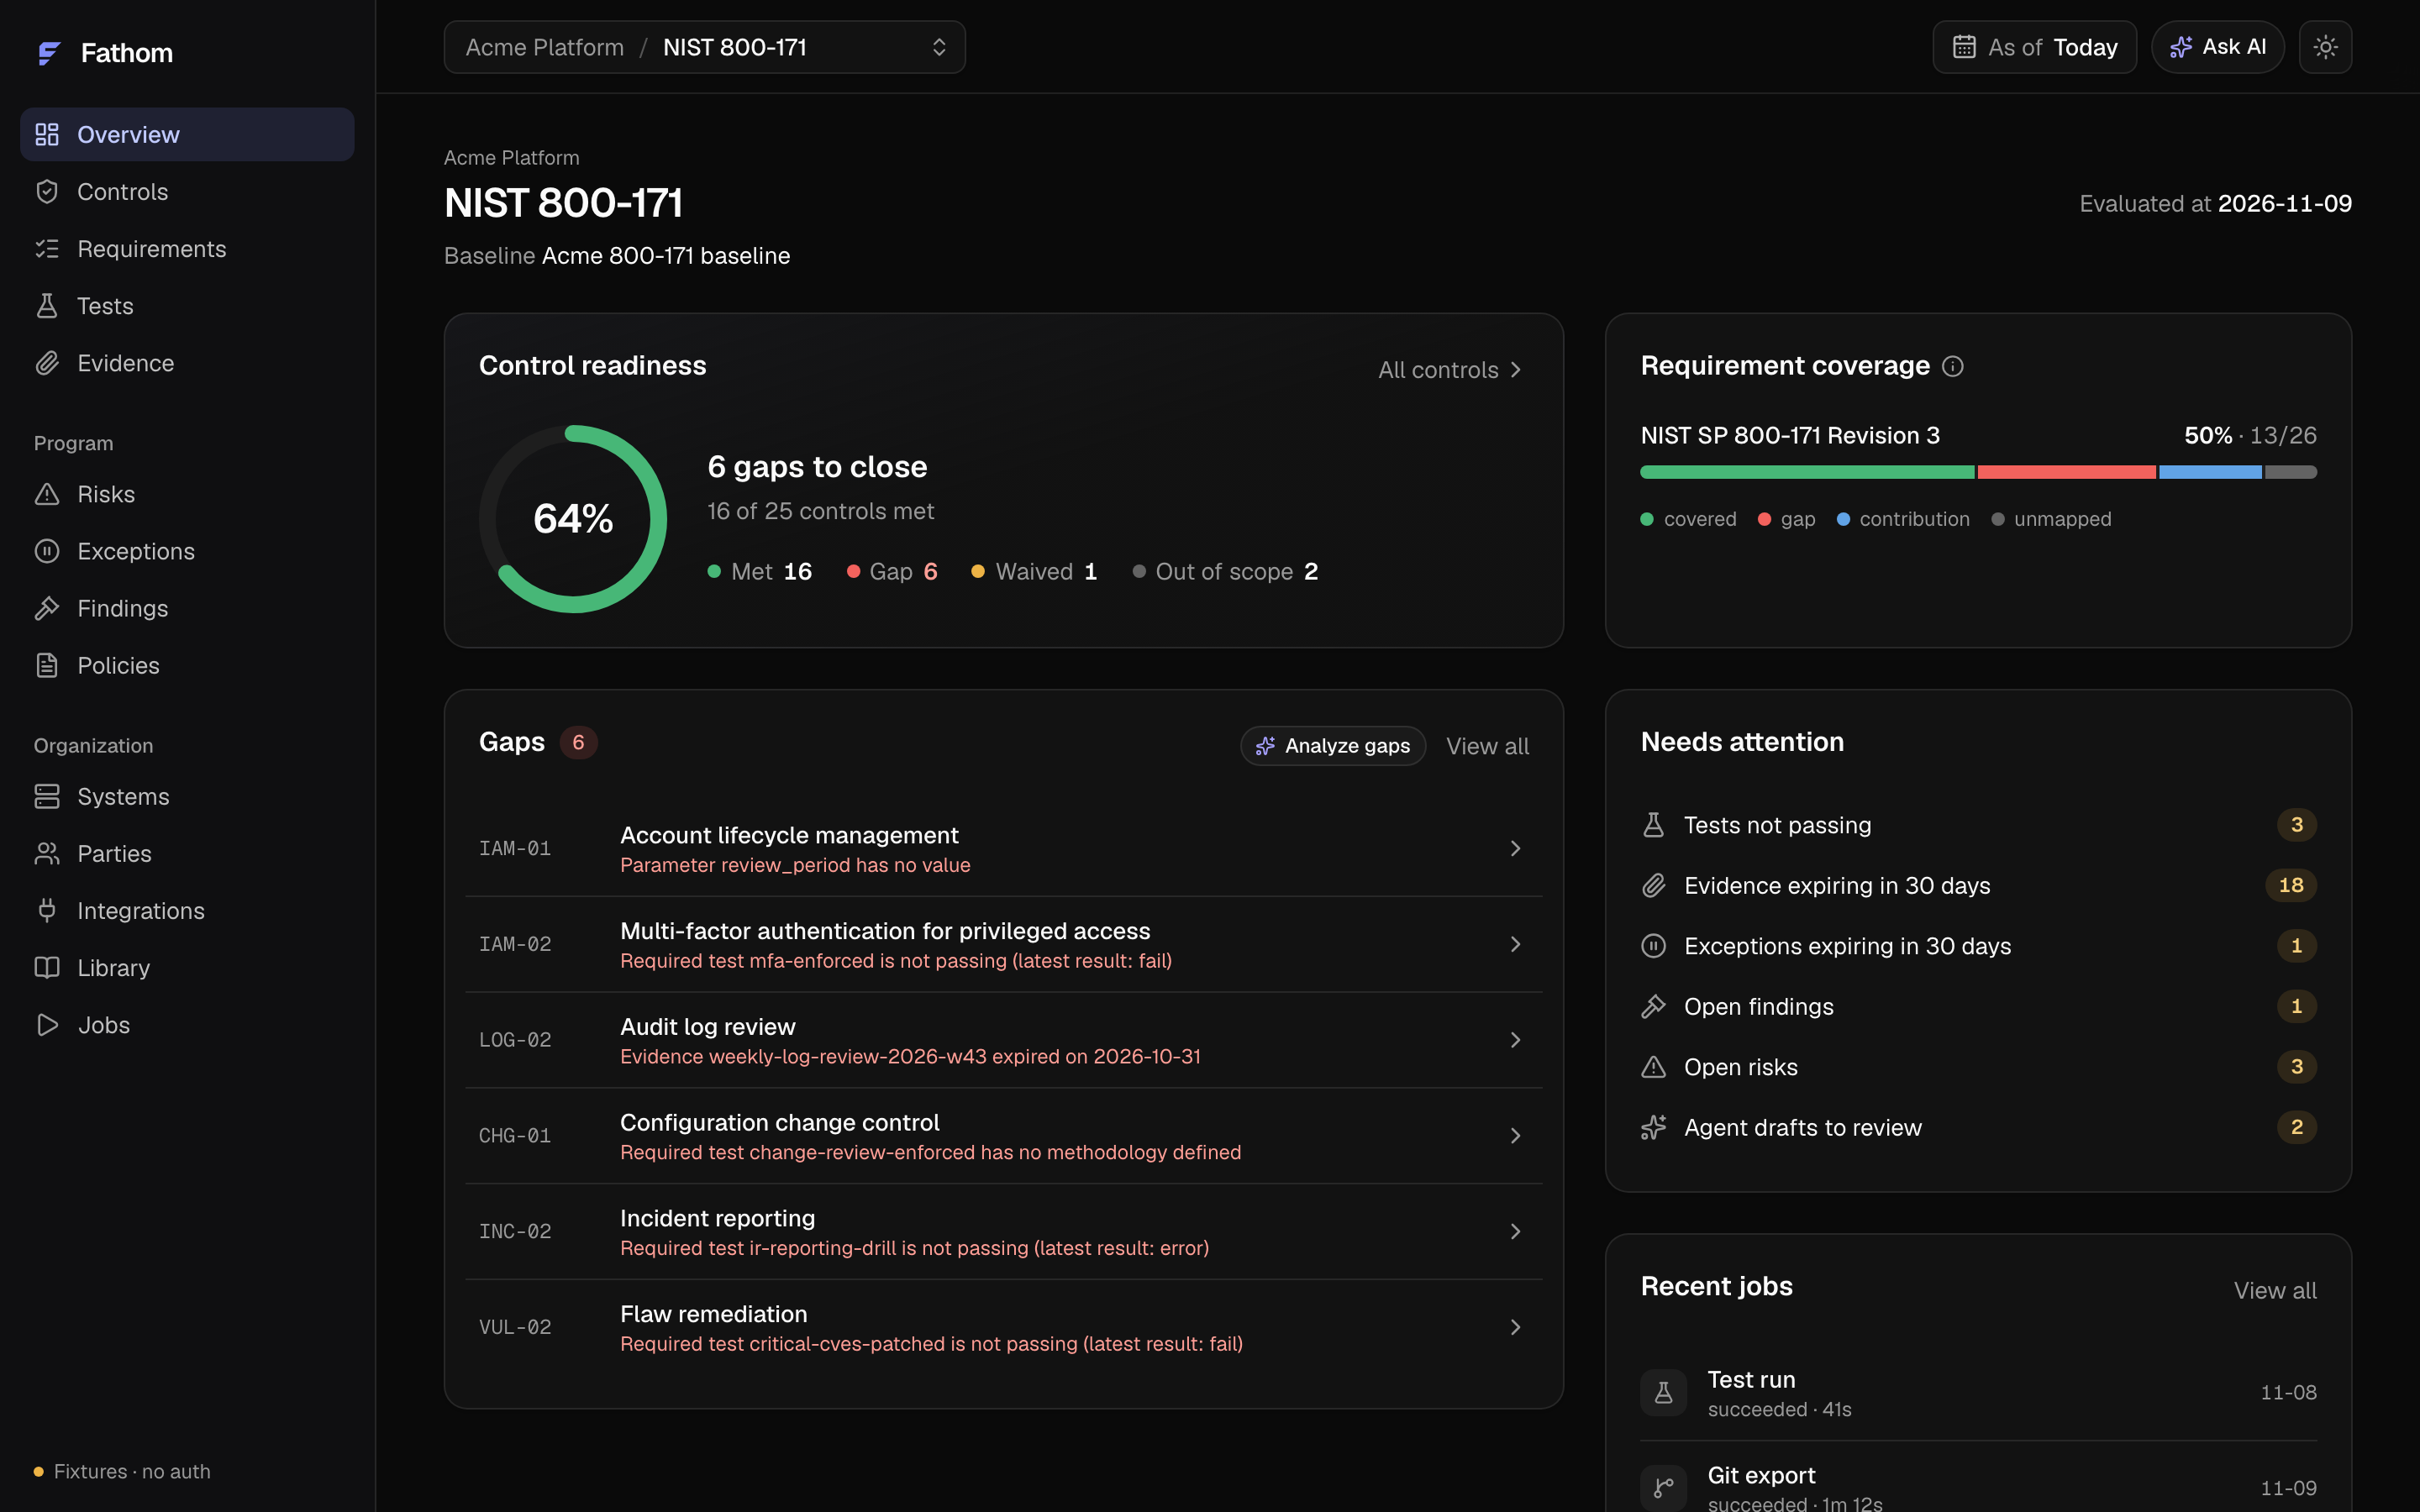 Fathom
Overview
Controls
Requirements
Tests
Evidence
Program
Risks
Exceptions
Findings
Policies
Organization
Systems
Parties
Integrations
Library
Jobs
Fixtures · no auth
Acme Platform / NIST 800-171
As of Today
Ask AI
Acme Platform
NIST 800-171
Baseline Acme 800-171 baseline
Evaluated at 2026-11-09
Control readiness
All controls
64%
6 gaps to close
16 of 25 controls met
Met 16 Gap 6 Waived 1 Out of scope 2
Requirement coverage
NIST SP 800-171 Revision 3 50% · 13/26
covered gap contribution unmapped
Gaps 6
Analyze gaps
View all
IAM-01
Account lifecycle management
Parameter review_period has no value
IAM-02
Multi-factor authentication for privileged access
Required test mfa-enforced is not passing (latest result: fail)
LOG-02
Audit log review
Evidence weekly-log-review-2026-w43 expired on 2026-10-31
CHG-01
Configuration change control
Required test change-review-enforced has no methodology defined
INC-02
Incident reporting
Required test ir-reporting-drill is not passing (latest result: error)
VUL-02
Flaw remediation
Required test critical-cves-patched is not passing (latest result: fail)
Needs attention
Tests not passing 3
Evidence expiring in 30 days 18
Exceptions expiring in 30 days 1
Open findings 1
Open risks 3
Agent drafts to review 2
Recent jobs
View all
Test run
succeeded · 41s
11-08
Git export
succeeded · 1m 12s
11-09